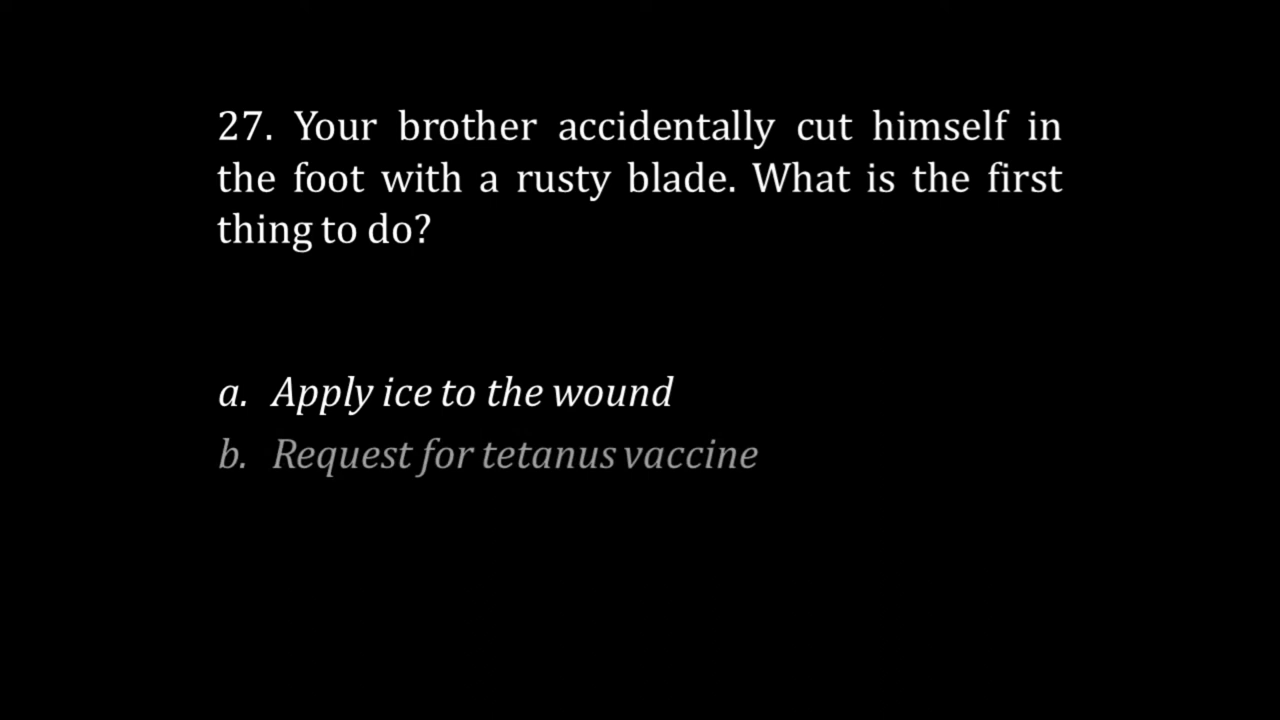 27. Your brother accidentally cut himself in
the foot with a rusty blade. What is the first
thing to do?
a. Apply ice to the wound
b. Request for tetanus vaccine